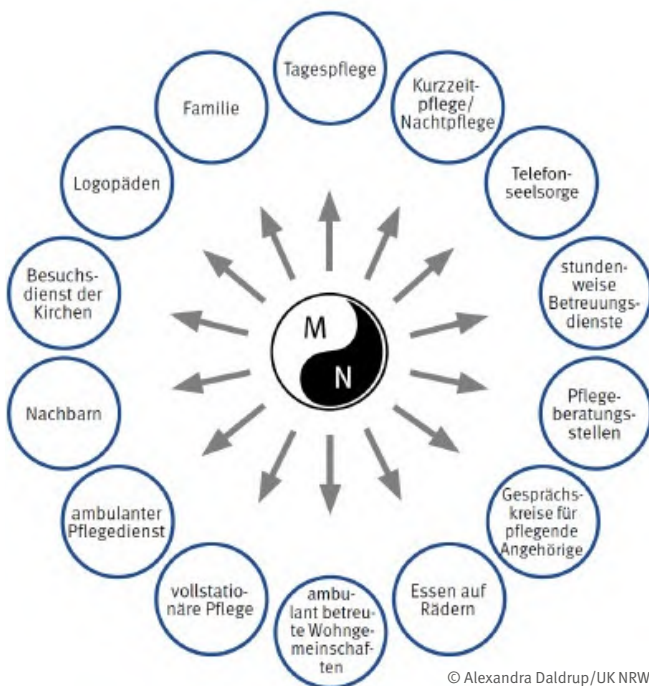 Tagespflege
Kurzzeit-
pflege/
Nachtpflege
Telefon-
seelsorge
stunden-
weise
Betreuungs-
dienste
Pflege-
beratungs-
stellen
Gesprächs-
kreise für
pflegende
Angehörige
Essen auf
Rädern
ambu-
lant betreu-
te Wohnge-
meinschaf-
ten
vollstatio-
näre Pflege
ambulanter
Pflegedienst
Nachbarn
Besuchs-
dienst der
Kirchen
Logopäden
Familie
M
N
© Alexandra Daldrup/UK NRW